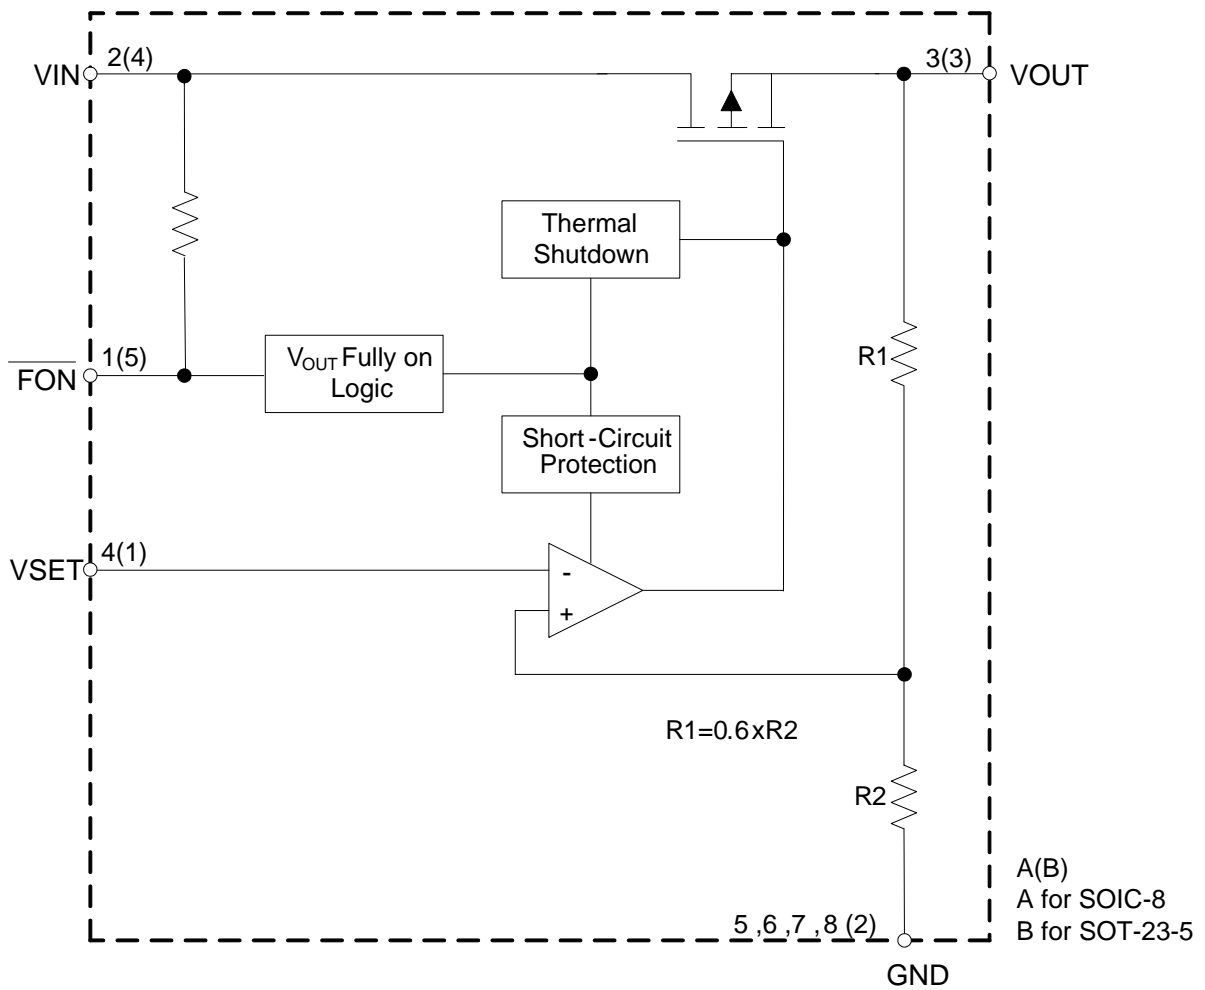 2(4)
VIN
3(3)
VOUT
Thermal
Shutdown
1(5)
FON
VOUT Fully on
Logic
R1
Short-Circuit
Protection
4(1)
VSET
-
+
R1=0.6xR2
R2
A(B)
A for SOIC-8
B for SOT-23-5
5 ,6 ,7 , 8 (2)
GND